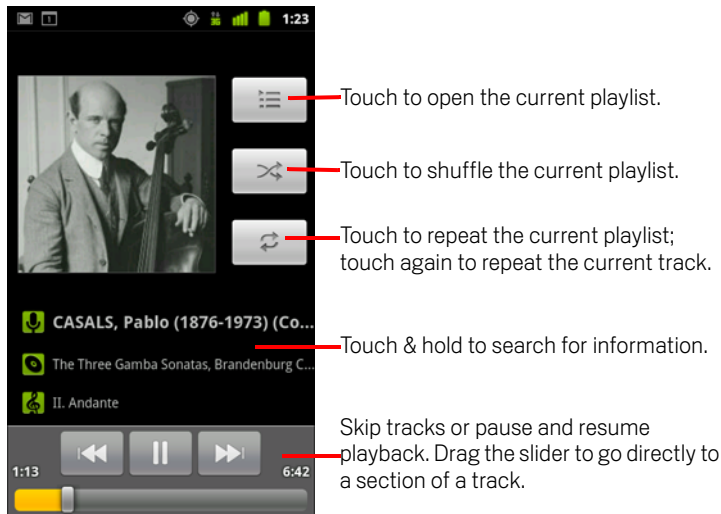 1
3G
1:23
Touch to open the current playlist.
Touch to shuffle the current playlist.
Touch to repeat the current playlist;
touch again to repeat the current track.
CASALS, Pablo (1876-1973) (Co...
The Three Gamba Sonatas, Brandenburg C...
II. Andante
Touch & hold to search for information.
1:13
6:42
Skip tracks or pause and resume
playback. Drag the slider to go directly to
a section of a track.